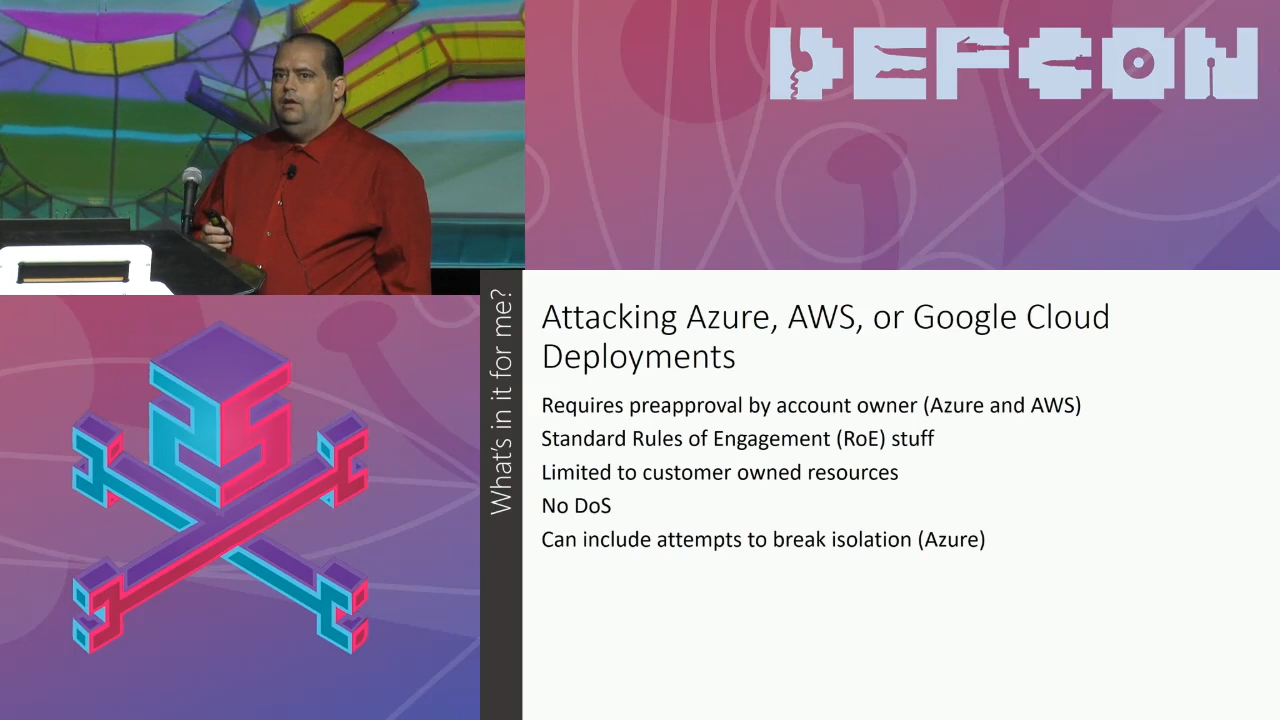 DEFCON
What's in it for me?
Attacking Azure, AWS, or Google Cloud
Deployments
Requires preapproval by account owner (Azure and AWS)
Standard Rules of Engagement (RoE) stuff
Limited to customer owned resources
No DoS
Can include attempts to break isolation (Azure)
25